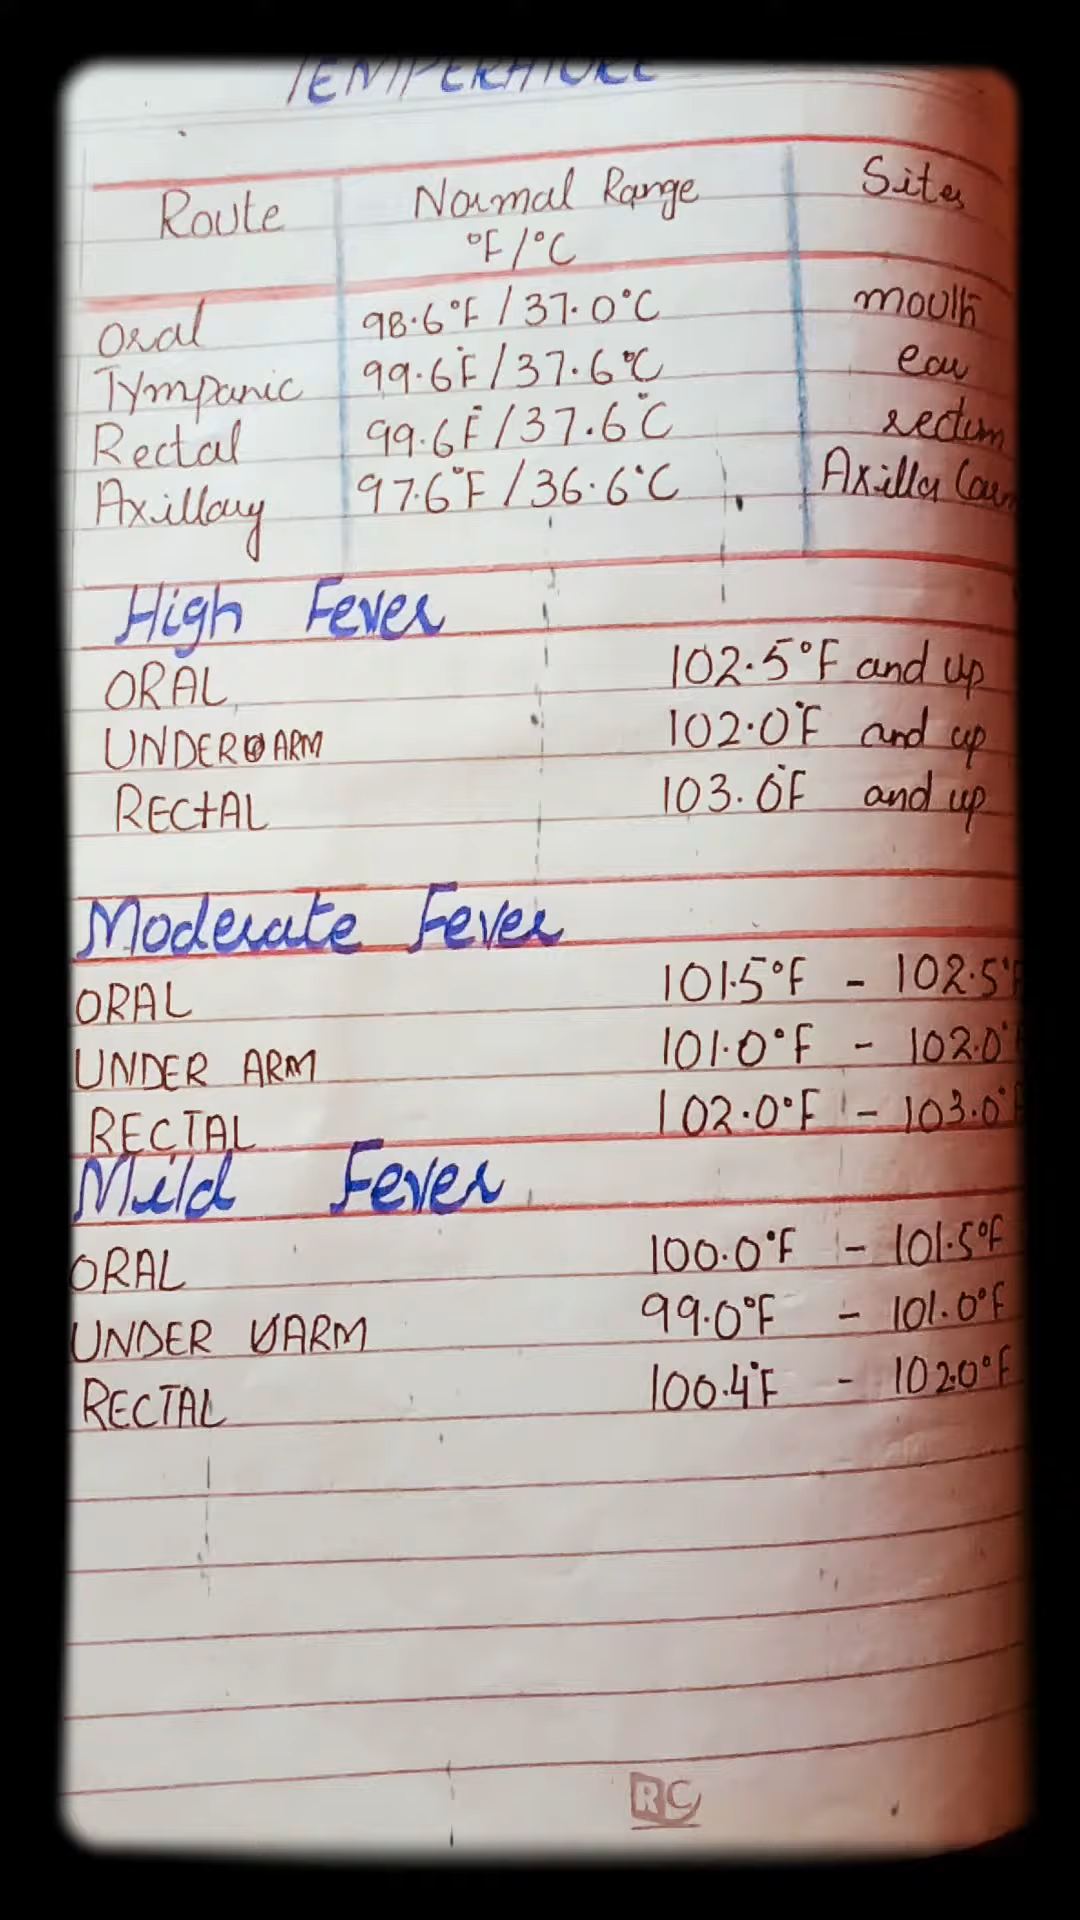 TEMPERATURE
Route Normal Range Sites
°F/°C
Oral 98.6°F / 37.0°C mouth
Tympanic 99.6°F/37.6°C ear
Rectal 99.6°F/37.6°C rectum
Axillary 97.6°F / 36.6°C Axilla
High Fever
ORAL 102.5°F and up
UNDER ARM 102.0°F and up
RECtAL 103.0°F and up
Moderate Fever
ORAL 101.5°F - 102.5°F
UNDER ARM 101.0°F - 102.0°
RECTAL 102.0°F - 103.0°F
Mild Fever
ORAL 100.0°F - 101.5°F
UNDER ARM 99.0°F - 101.0°F
RECTAL 100.4°F - 102.0°F
RC